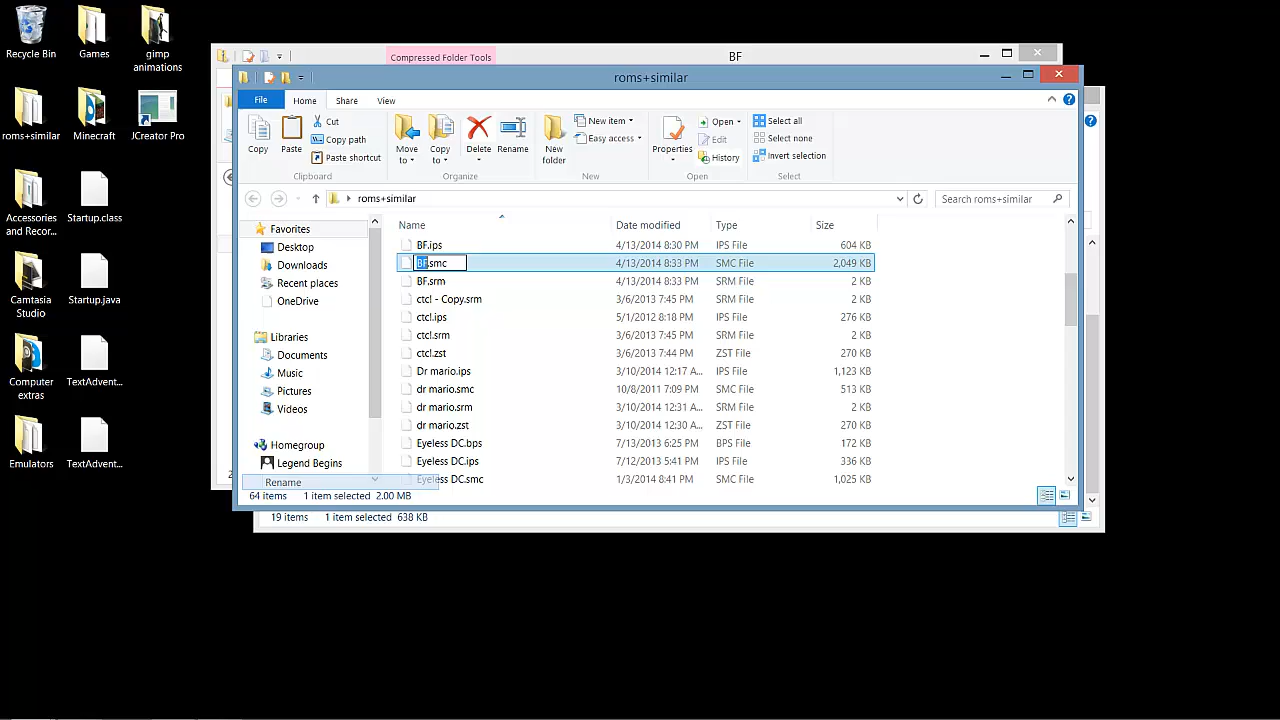 Recycle Bin
Games
gimp animations
roms+similar
Minecraft
JCreator Pro
Accessories and Recor...
Startup.class
Camtasia Studio
Startup.java
Computer extras
TextAdvent...
Emulators
TextAdvent...
Compressed Folder Tools
BF
roms+similar
File Home Share View
Copy
Paste
Cut
Copy path
Paste shortcut
Clipboard
Move to
Copy to
Delete
Rename
Organize
New folder
New item
Easy access
New
Properties
Open
Edit
History
Open
Select all
Select none
Invert selection
Select
roms+similar
Search roms+similar
Favorites
Desktop
Downloads
Recent places
OneDrive
Libraries
Documents
Music
Pictures
Videos
Homegroup
Legend Begins
Name Date modified Type Size
BF.ips 4/13/2014 8:30 PM IPS File 604 KB
BF.smc 4/13/2014 8:33 PM SMC File 2,049 KB
BF.srm 4/13/2014 8:33 PM SRM File 2 KB
ctcl - Copy.srm 3/6/2013 7:45 PM SRM File 2 KB
ctcl.ips 5/1/2012 8:18 PM IPS File 276 KB
ctcl.srm 3/6/2013 7:45 PM SRM File 2 KB
ctcl.zst 3/6/2013 7:44 PM ZST File 270 KB
Dr mario.ips 3/10/2014 12:17 A... IPS File 1,123 KB
dr mario.smc 10/8/2011 7:09 PM SMC File 513 KB
dr mario.srm 3/10/2014 12:31 A... SRM File 2 KB
dr mario.zst 3/10/2014 12:30 A... ZST File 270 KB
Eyeless DC.bps 7/13/2013 6:25 PM BPS File 172 KB
Eyeless DC.ips 7/12/2013 5:41 PM IPS File 336 KB
Eyeless DC.smc 1/3/2014 8:41 PM SMC File 1,025 KB
Rename
64 items 1 item selected 2.00 MB
19 items 1 item selected 638 KB